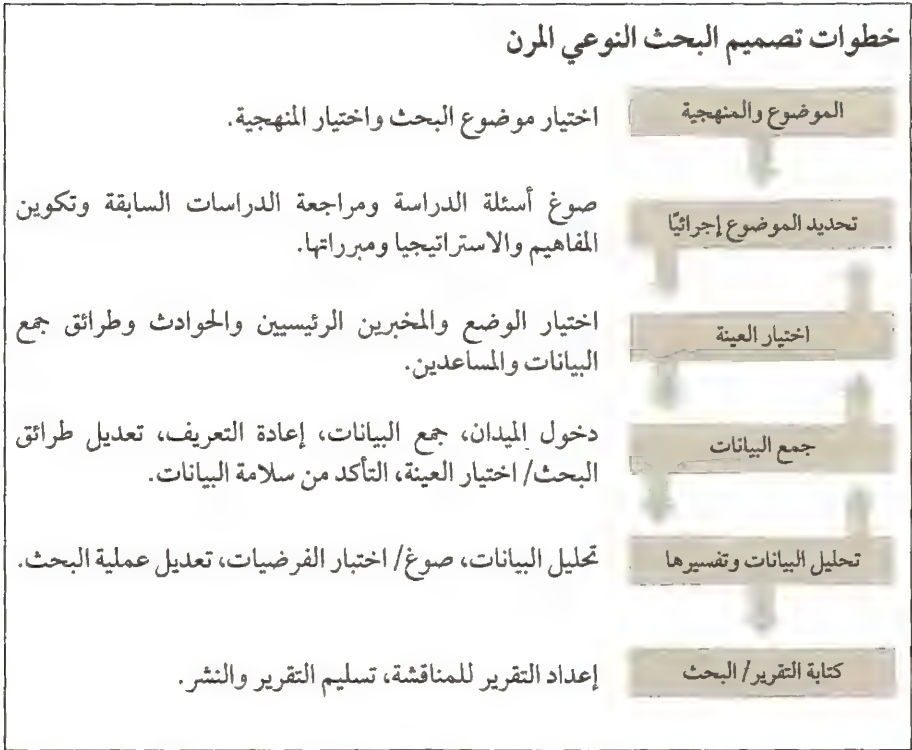 خطوات تصميم البحث النوعي المرن
الموضوع والمنهجية
اختيار موضوع البحث واختيار المنهجية.
تحديد الموضوع إجرائيًا
صوغ أسئلة الدراسة ومراجعة الدراسات السابقة وتكوين
المفاهيم والاستراتيجيا ومبرراتها.
اختيار العينة
اختيار الوضع والمخبرين الرئيسيين والحوادث وطرائق جمع
البيانات والمساعدين.
جمع البيانات
دخول الميدان، جمع البيانات، إعادة التعريف، تعديل طرائق
البحث/ اختيار العينة، التأكد من سلامة البيانات.
تحليل البيانات وتفسيرها
تحليل البيانات، صوغ/ اختبار الفرضيات، تعديل عملية البحث.
كتابة التقرير/ البحث
إعداد التقرير للمناقشة، تسليم التقرير والنشر.